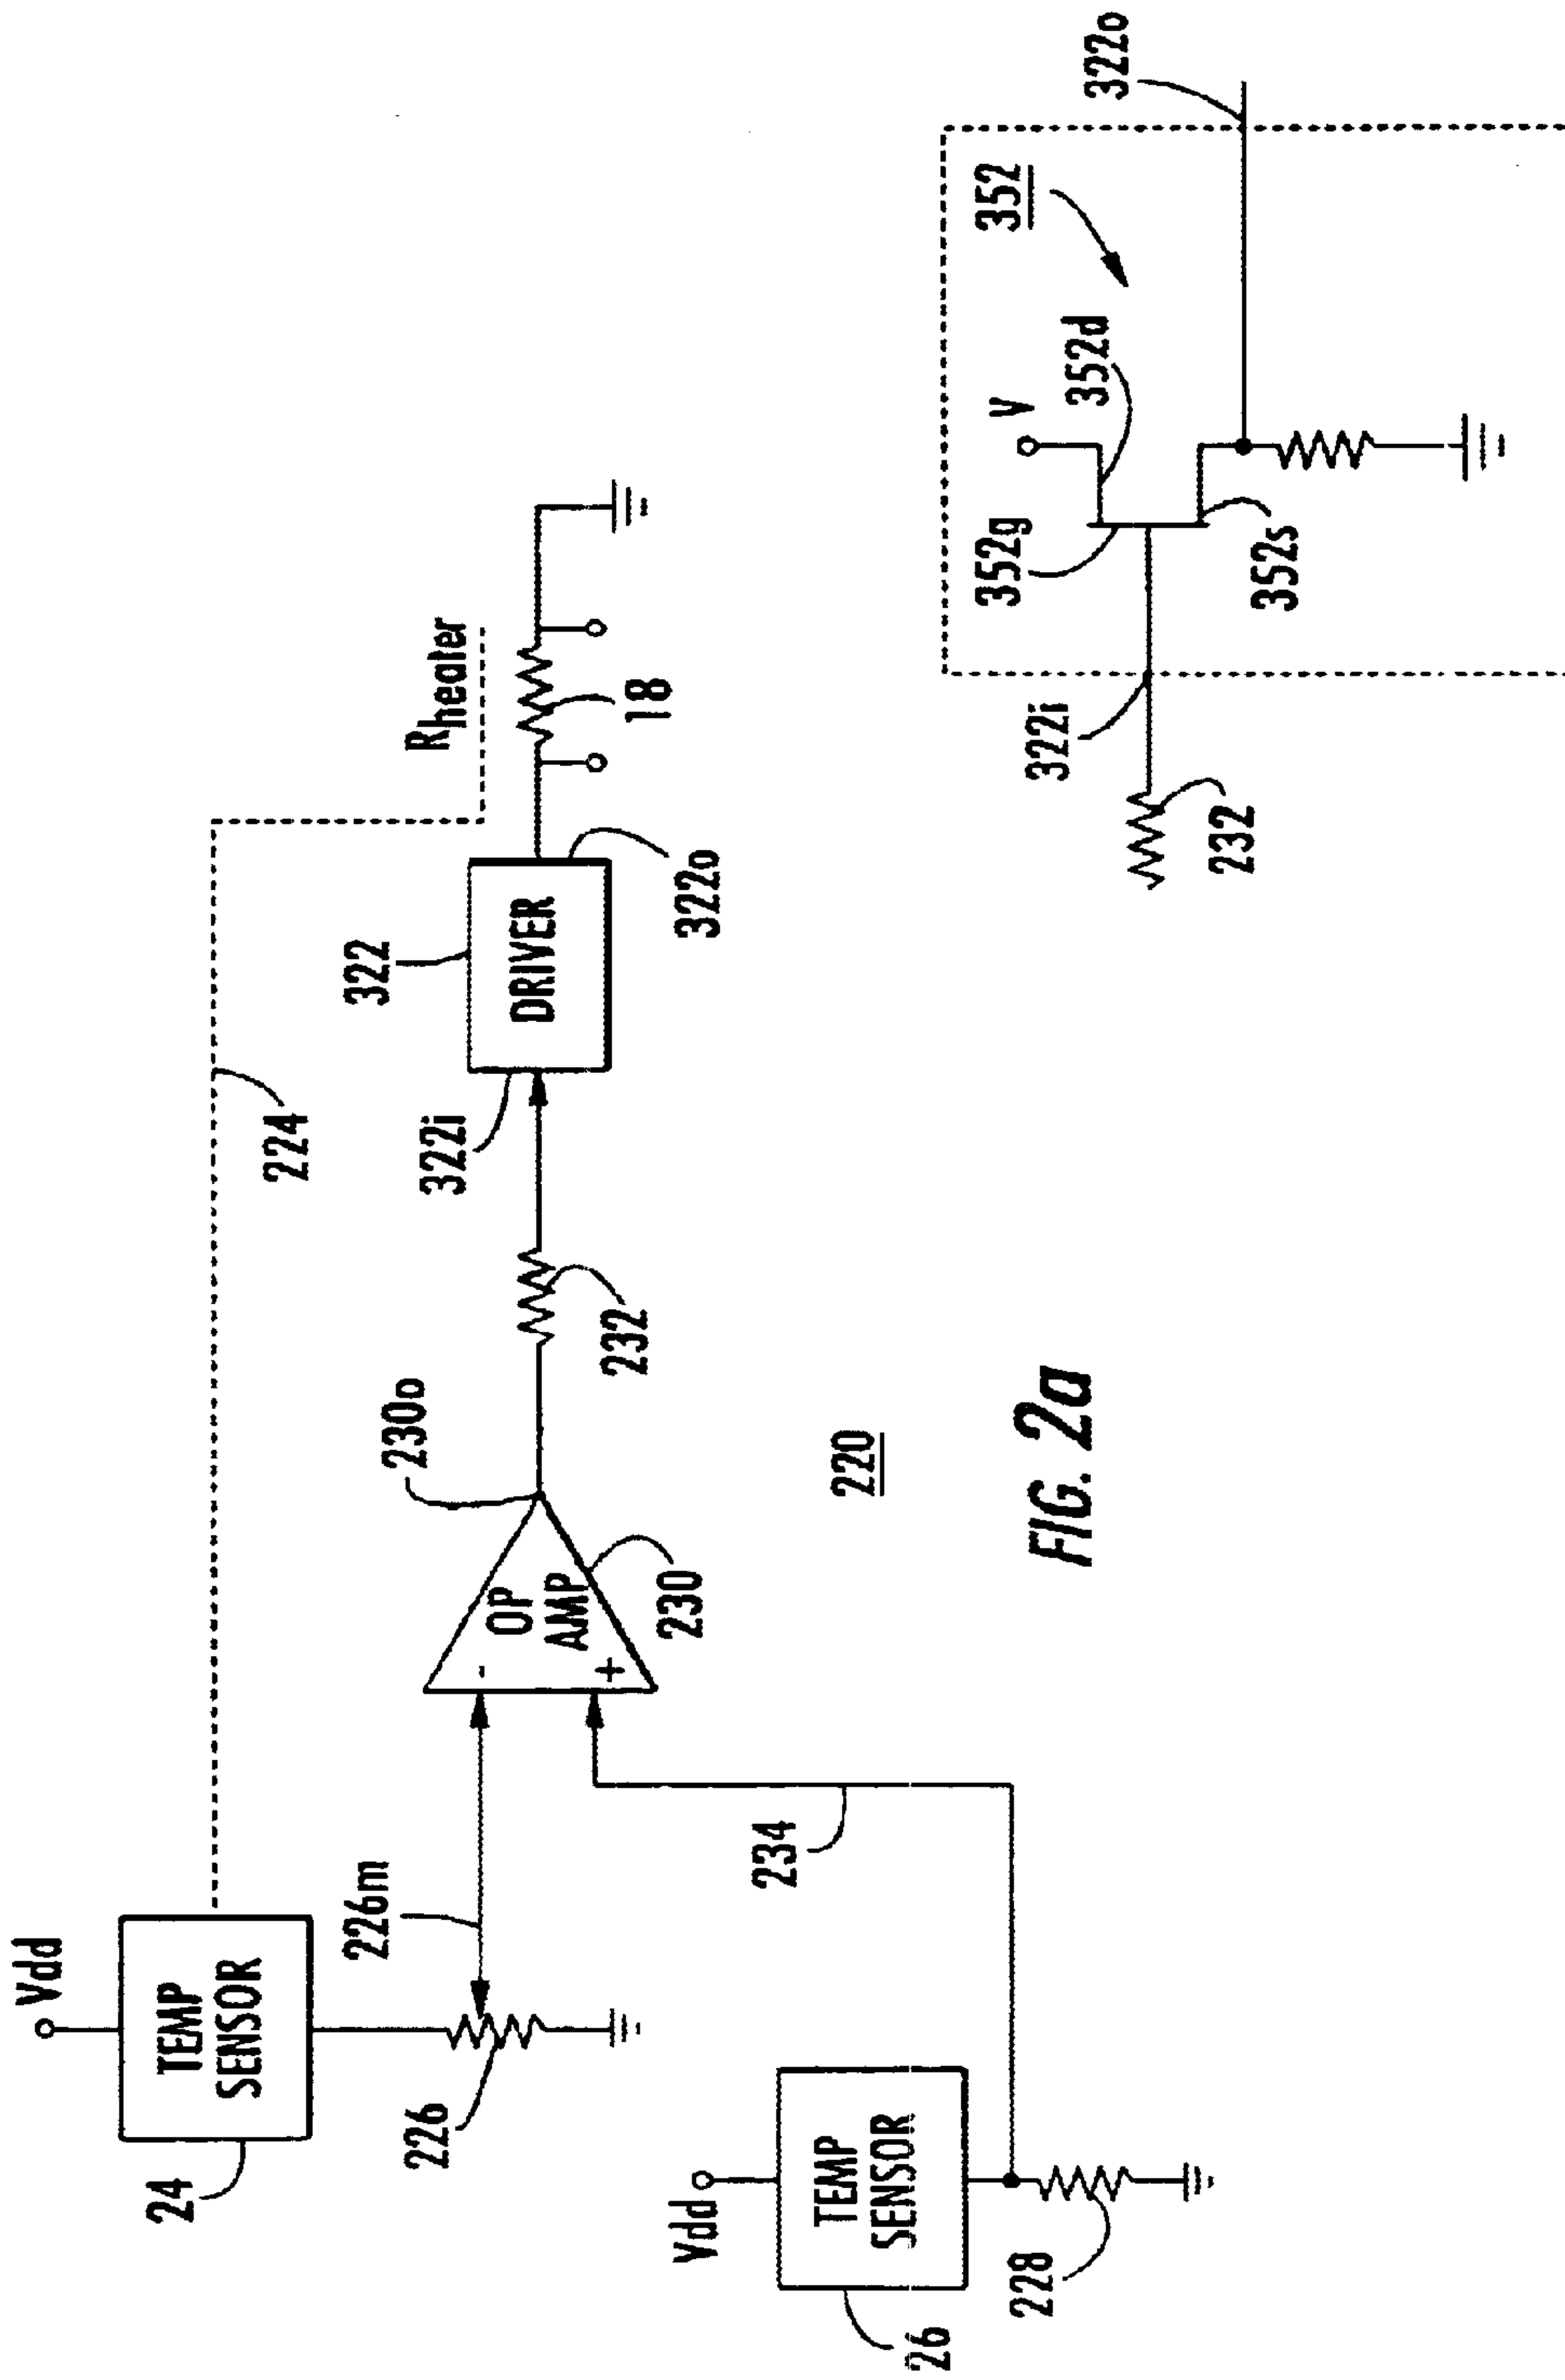 Vdd
TEMP
SENSOR
24
224
Rheater
226
226m
230o
OP
AMP
-
+
230
232
322i
322
DRIVER
322o
18
Vdd
TEMP
SENSOR
26
228
234
220
FIG. 2a
232
322i
352g
V
352d
352
352s
322o